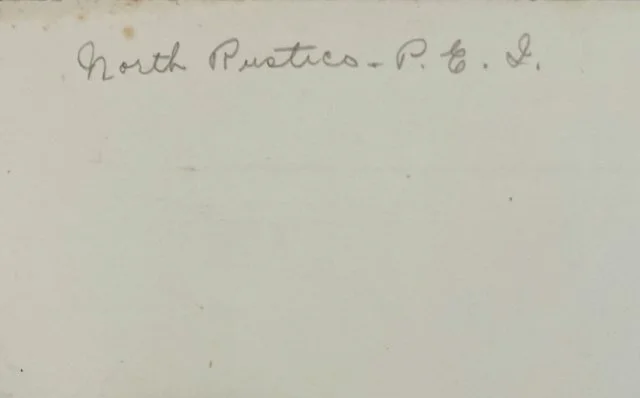 North Rustico - P. E. I.